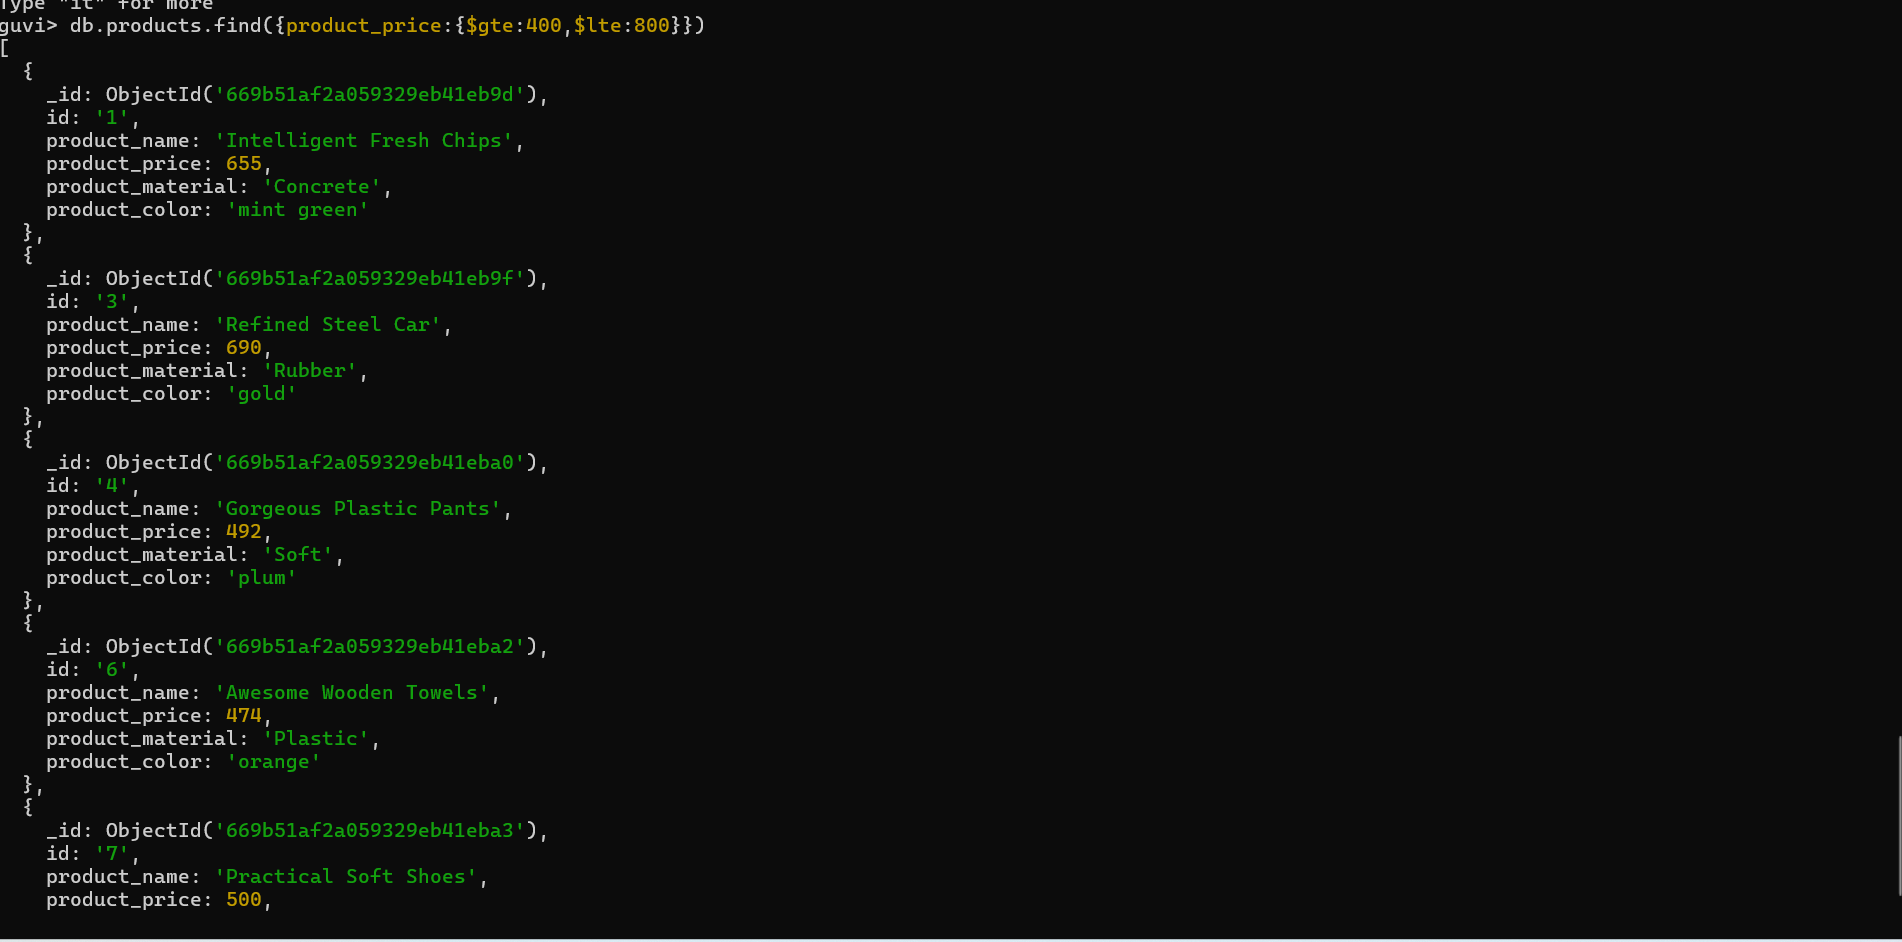 Type "it" for more
guvi> db.products.find({product_price:{$gte:400,$lte:800}})
[
  {
    _id: ObjectId('669b51af2a059329eb41eb9d'),
    id: '1',
    product_name: 'Intelligent Fresh Chips',
    product_price: 655,
    product_material: 'Concrete',
    product_color: 'mint green'
  },
  {
    _id: ObjectId('669b51af2a059329eb41eb9f'),
    id: '3',
    product_name: 'Refined Steel Car',
    product_price: 690,
    product_material: 'Rubber',
    product_color: 'gold'
  },
  {
    _id: ObjectId('669b51af2a059329eb41eba0'),
    id: '4',
    product_name: 'Gorgeous Plastic Pants',
    product_price: 492,
    product_material: 'Soft',
    product_color: 'plum'
  },
  {
    _id: ObjectId('669b51af2a059329eb41eba2'),
    id: '6',
    product_name: 'Awesome Wooden Towels',
    product_price: 474,
    product_material: 'Plastic',
    product_color: 'orange'
  },
  {
    _id: ObjectId('669b51af2a059329eb41eba3'),
    id: '7',
    product_name: 'Practical Soft Shoes',
    product_price: 500,